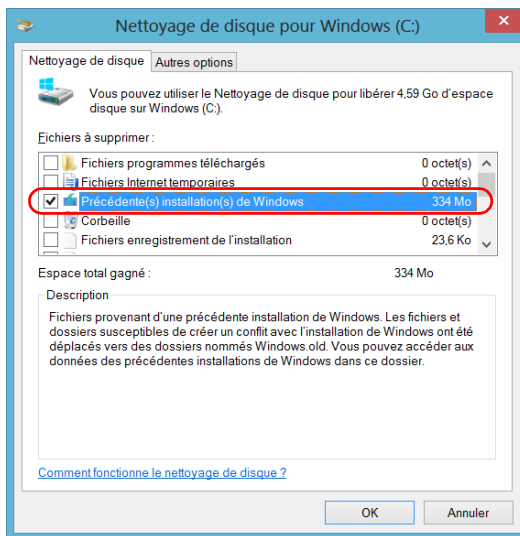 Nettoyage de disque pour Windows (C:)
Nettoyage de disque Autres options
Vous pouvez utiliser le Nettoyage de disque pour libérer 4,59 Go d'espace
disque sur Windows (C:).
Fichiers à supprimer :
Fichiers programmes téléchargés 0 octet(s)
Fichiers Internet temporaires 0 octet(s)
Précédente(s) installation(s) de Windows 334 Mo
Corbeille 0 octet(s)
Fichiers enregistrement de l'installation 23,6 Ko
Espace total gagné : 334 Mo
Description
Fichiers provenant d'une précédente installation de Windows. Les fichiers et
dossiers susceptibles de créer un conflit avec l'installation de Windows ont été
déplacés vers des dossiers nommés Windows.old. Vous pouvez accéder aux
données des précédentes installations de Windows dans ce dossier.
Comment fonctionne le nettoyage de disque ?
OK Annuler